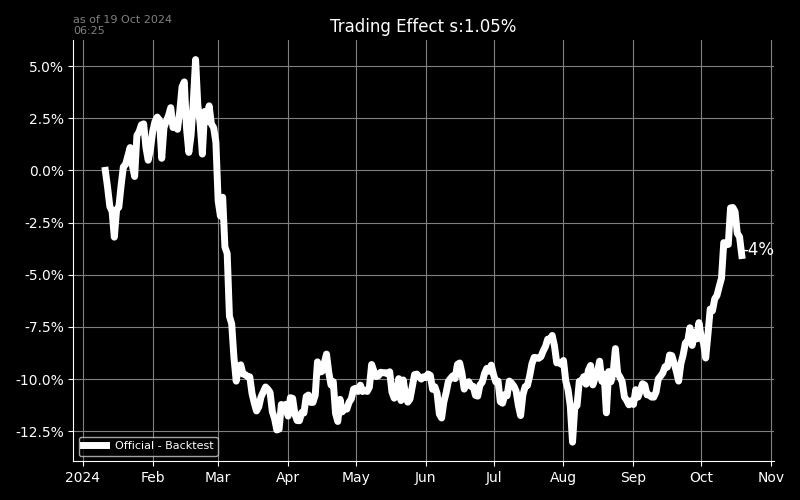 as of 19 Oct 2024
06:25
Trading Effect s:1.05%
5.0%
2.5%
0.0%
-2.5%
-5.0%
-7.5%
-10.0%
-12.5%
-4%
Official - Backtest
2024 Feb Mar Apr May Jun Jul Aug Sep Oct Nov